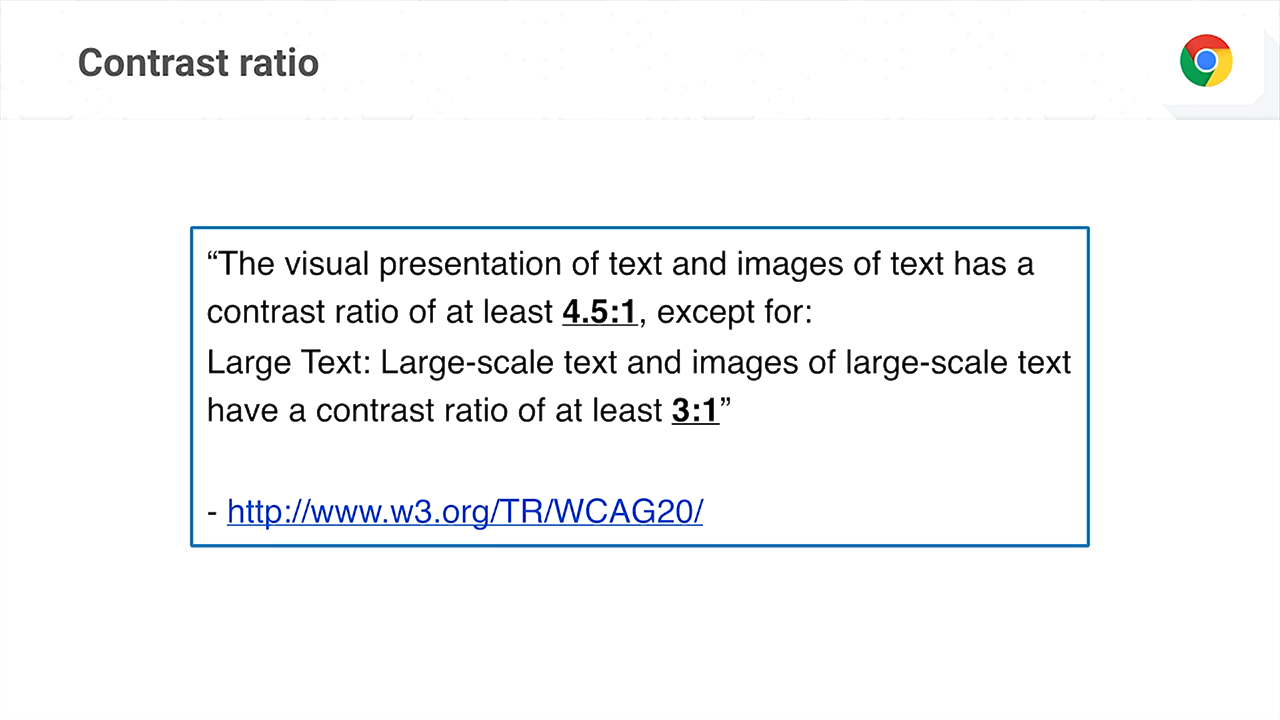 Contrast ratio
“The visual presentation of text and images of text has a
contrast ratio of at least 4.5:1, except for:
Large Text: Large-scale text and images of large-scale text
have a contrast ratio of at least 3:1”
- http://www.w3.org/TR/WCAG20/